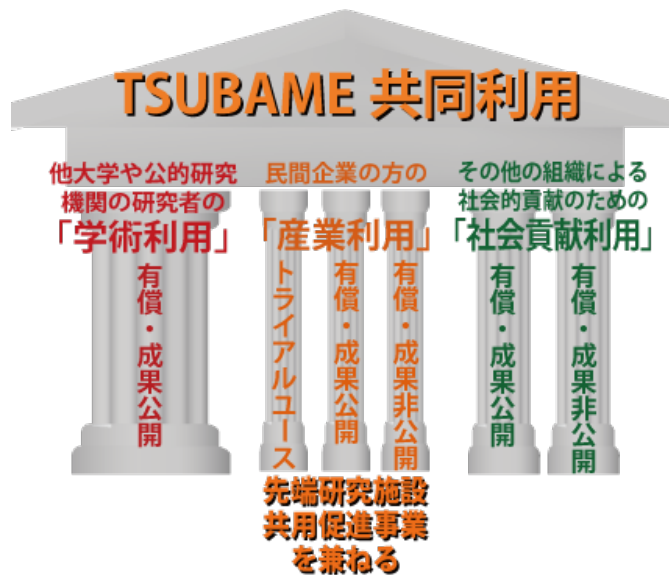 TSUBAME 共同利用
他大学や公的研究
機関の研究者の
「学術利用」
有償・成果公開
民間企業の方の
「産業利用」
トライアルユース
有償・成果公開
有償・成果非公開
先端研究施設
共用促進事業
を兼ねる
その他の組織による
社会的貢献のための
「社会貢献利用」
有償・成果公開
有償・成果非公開